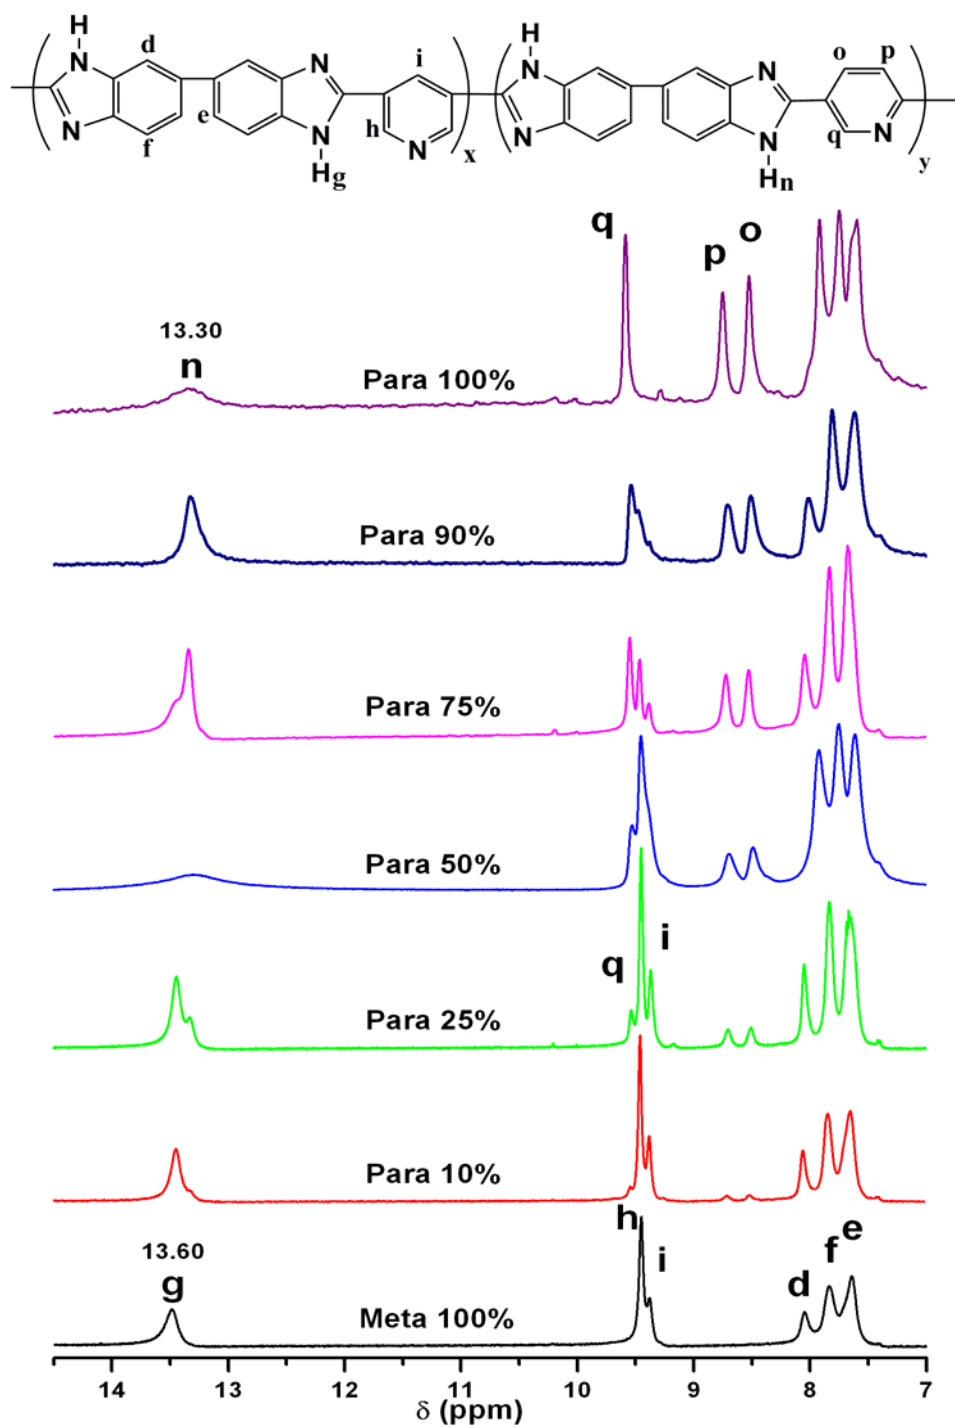 H
d
N
N
f
e
N
N
H g
i
h
N
x
H
N
N
N
N
H n
o
p
q
N
y
q
p
o
13.30
n
Para 100%
Para 90%
Para 75%
Para 50%
q
i
Para 25%
Para 10%
13.60
g
Meta 100%
h
i
d
f
e
14 13 12 11 10 9 8 7
δ (ppm)